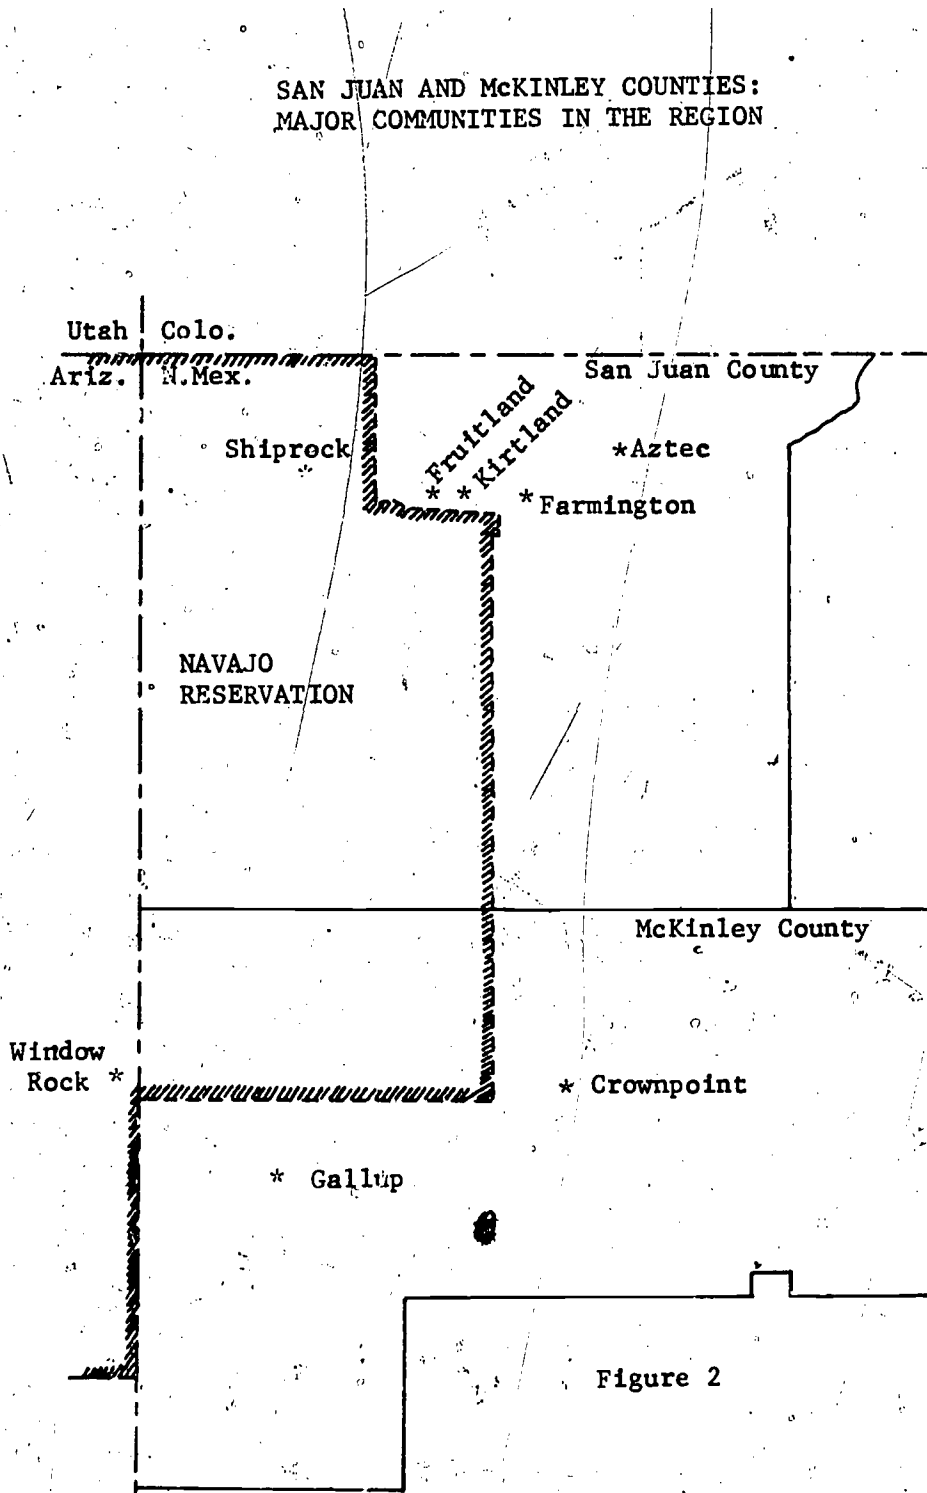 SAN JUAN AND McKINLEY COUNTIES:
MAJOR COMMUNITIES IN THE REGION
Utah Colo.
Ariz. N.Mex.
San Juan County
Shiprock
*Fruitland
*Kirtland
*Aztec
*Farmington
NAVAJO
RESERVATION
McKinley County
Window
Rock *
* Crownpoint
* Gallup
Figure 2